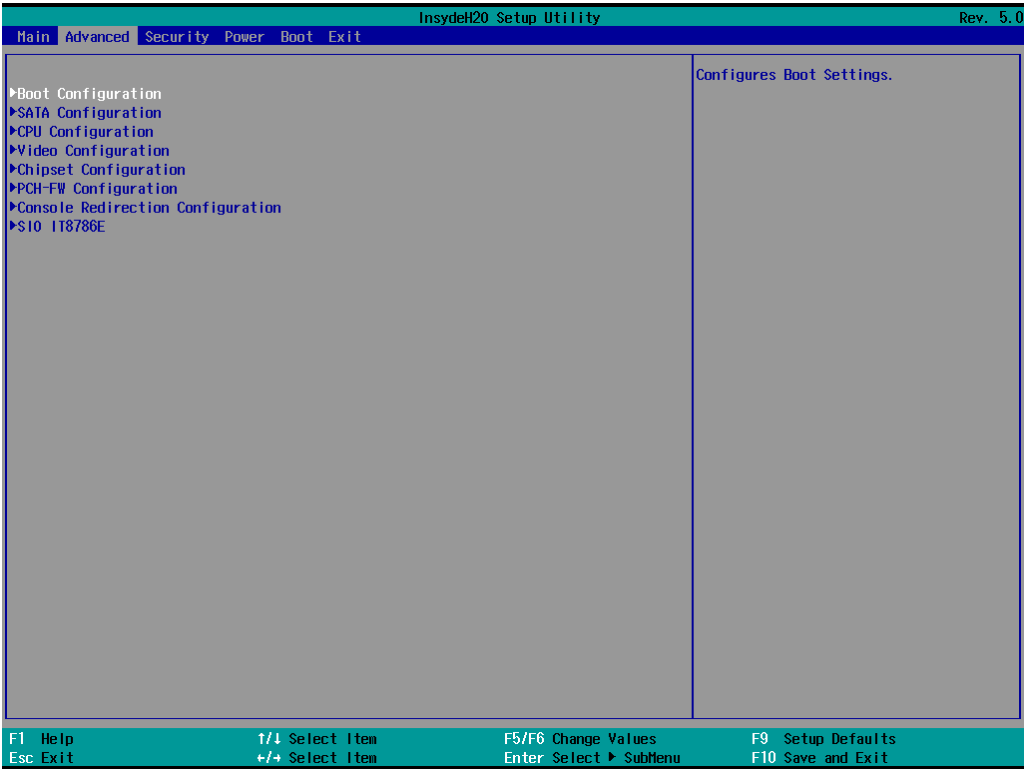 InsydeH20 Setup Utility Rev. 5.0
Main Advanced Security Power Boot Exit
Configures Boot Settings.
▶Boot Configuration
▶SATA Configuration
▶CPU Configuration
▶Video Configuration
▶Chipset Configuration
▶PCH-FW Configuration
▶Console Redirection Configuration
▶SIO IT8786E
F1 Help ↑/↓ Select Item F5/F6 Change Values F9 Setup Defaults
Esc Exit ←/→ Select Item Enter Select ▶ SubMenu F10 Save and Exit